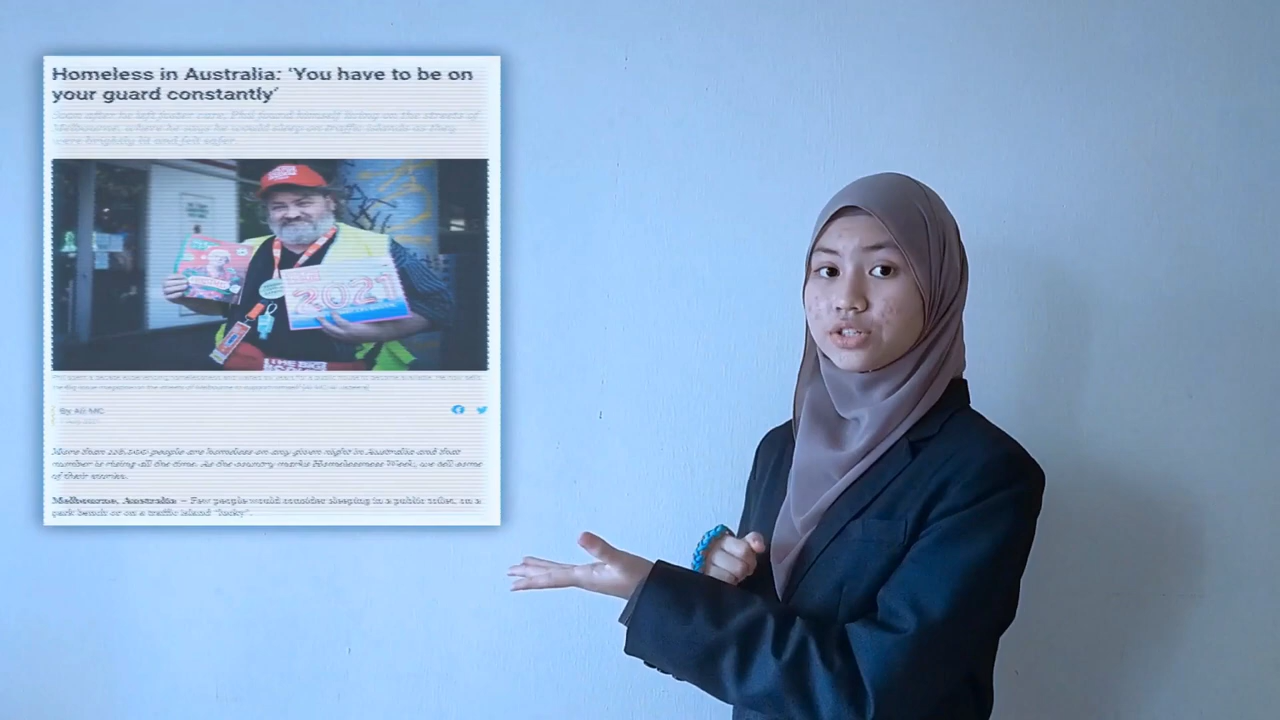 Homeless in Australia: ‘You have to be on
your guard constantly’
Soon after he left foster care, Phil found himself living on the streets of
Melbourne, where he says he would sleep on traffic islands as they
were brightly lit and felt safer.
2021
By Ali MC
More than 116,000 people are homeless on any given night in Australia and that
number is rising all the time. As the country marks Homelessness Week, we tell some
of their stories.
Melbourne, Australia – Few people would consider sleeping in a public toilet, on a
park bench or on a traffic island “lucky”.